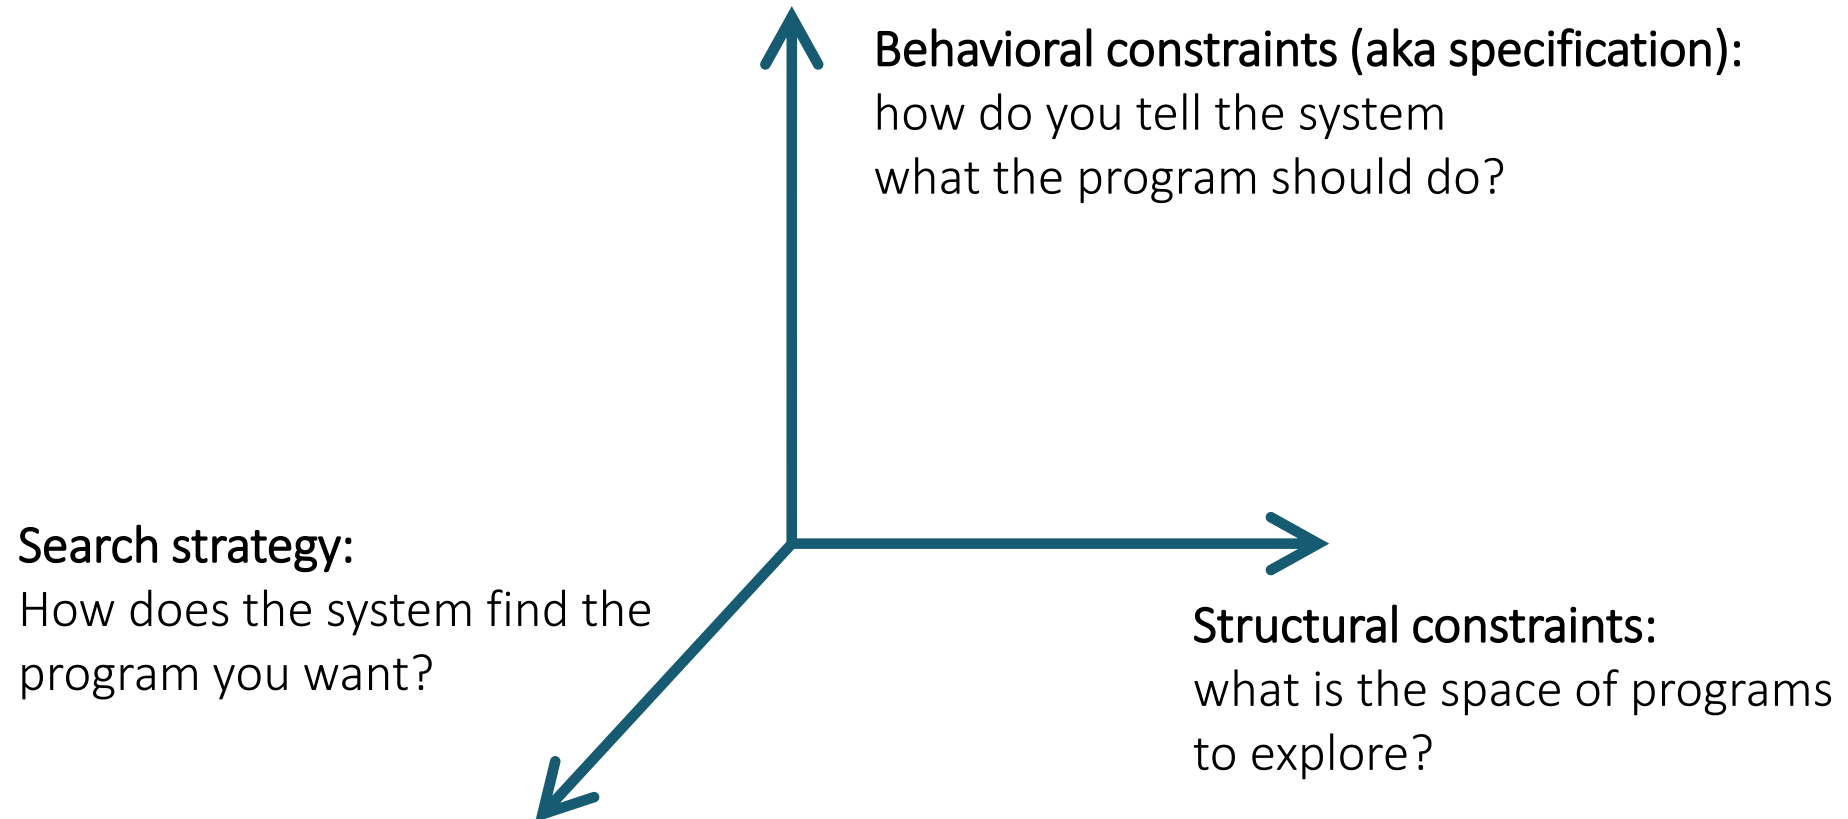 Behavioral constraints (aka specification):
how do you tell the system
what the program should do?
Search strategy:
How does the system find the
program you want?
Structural constraints:
what is the space of programs
to explore?